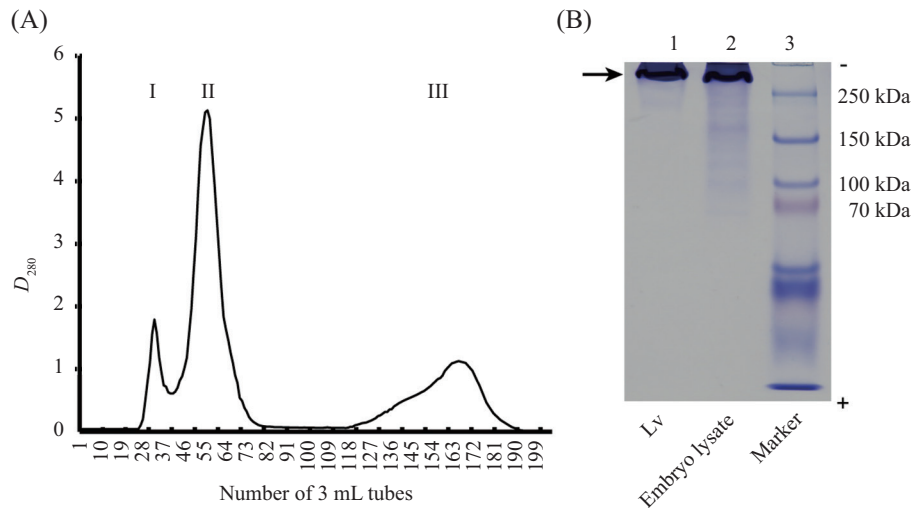 (A)
6
5
4
3
2
1
0
D280
I II III
1 10 19 28 37 46 55 64 73 82 91 100 109 118 127 136 145 154 163 172 181 190 199
Number of 3 mL tubes
(B)
1 2 3
-
250 kDa
150 kDa
100 kDa
70 kDa
+
Lv
Embryo lysate
Marker